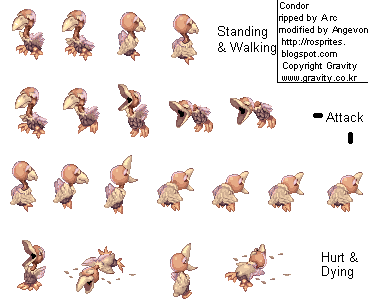 Condor
ripped by Arc
modified by Angevon
http://rosprites.
blogspot.com
Copyright Gravity
www.gravity.co.kr
Standing
& Walking
Attack
Hurt &
Dying